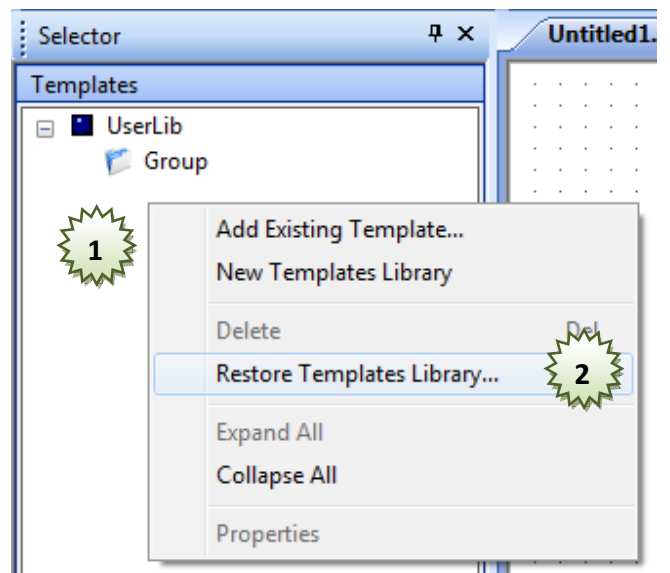 Selector
Untitled1.
Templates
UserLib
Group
1
Add Existing Template...
New Templates Library
Delete Del
Restore Templates Library...
2
Expand All
Collapse All
Properties